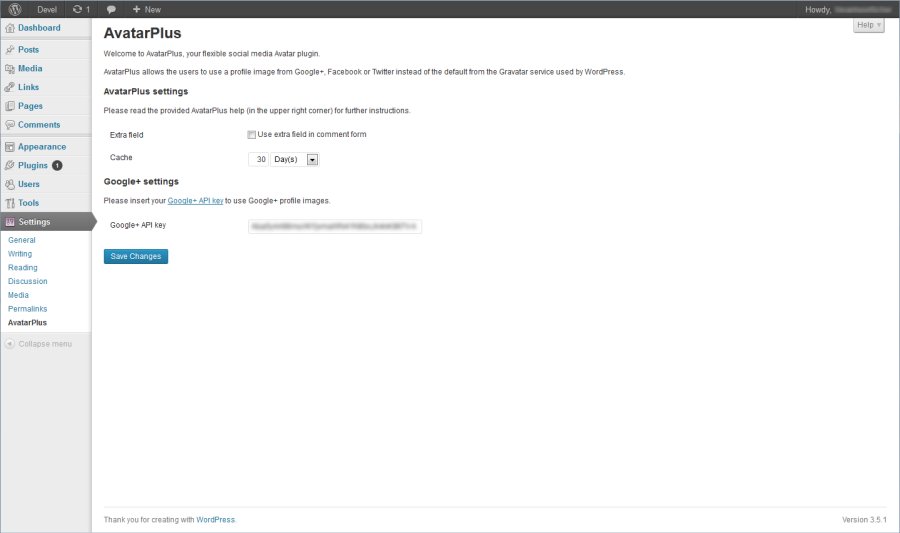 Devel 1 + New Howdy,
Help
Dashboard
Posts
Media
Links
Pages
Comments
Appearance
Plugins 1
Users
Tools
Settings
General
Writing
Reading
Discussion
Media
Permalinks
AvatarPlus
Collapse menu
AvatarPlus
Welcome to AvatarPlus, your flexible social media Avatar plugin.
AvatarPlus allows the users to use a profile image from Google+, Facebook or Twitter instead of the default from the Gravatar service used by WordPress.
AvatarPlus settings
Please read the provided AvatarPlus help (in the upper right corner) for further instructions.
Extra field Use extra field in comment form
Cache 30 Day(s)
Google+ settings
Please insert your Google+ API key to use Google+ profile images.
Google+ API key
Save Changes
Thank you for creating with WordPress. Version 3.5.1